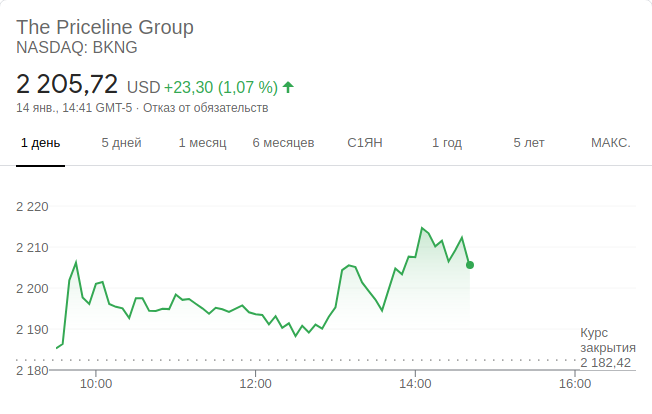 The Priceline Group
NASDAQ: BKNG
2 205,72 USD +23,30 (1,07 %)
14 янв., 14:41 GMT-5 · Отказ от обязательств
1 день 5 дней 1 месяц 6 месяцев С1ЯН 1 год 5 лет МАКС.
2 220
2 210
2 200
2 190
Курс
закрытия
2 182,42
2 180
10:00 12:00 14:00 16:00